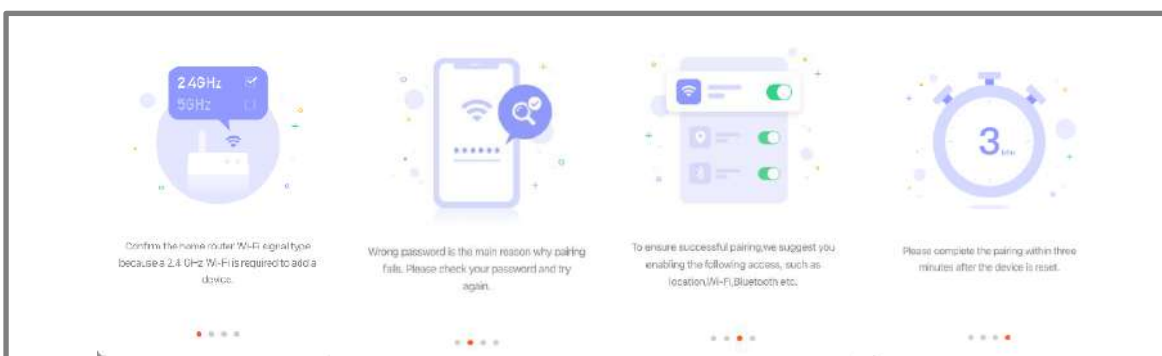 2.4GHz
5GHz
Confirm the home router Wi-Fi signal type
because a 2.4 GHz Wi-Fi is required to add a
device.
******
Wrong password is the main reason why pairing
fails. Please check your password and try
again.
To ensure successful pairing,we suggest you
enabling the following access, such as
location,Wi-Fi,Bluetooth etc.
3
Please complete the pairing within three
minutes after the device is reset.